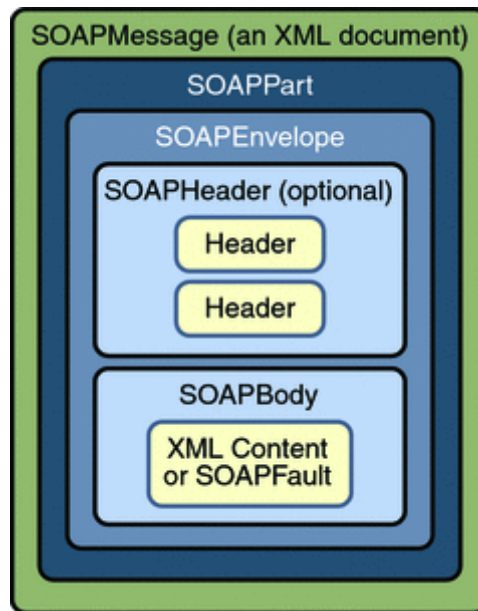 SOAPMessage (an XML document)
SOAPPart
SOAPEnvelope
SOAPHeader (optional)
Header
Header
SOAPBody
XML Content
or SOAPFault